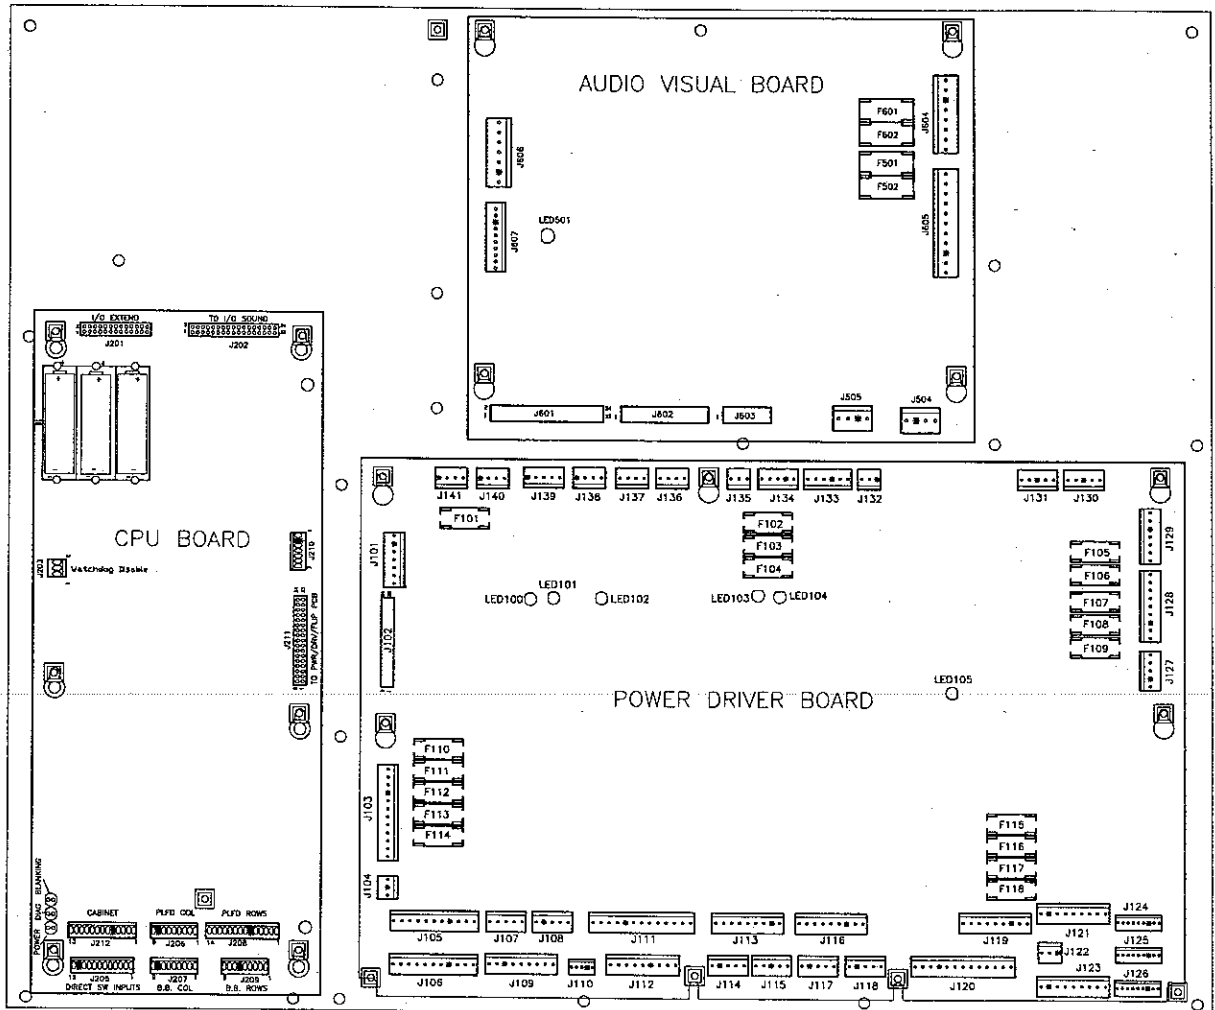 AUDIO VISUAL BOARD
F601
F602
F501
F502
J604
J605
J606
J607
LED501
J601
J602
J503
J505
J504
I/O EXTEND
J201
TO I/O SOUND
J202
CPU BOARD
J203
Watchdog Disable
J210
J211
TO PWR/DRV/FLIP PCB
POWER
DIAG
BLANKING
CABINET
J212
PLFD COL
J206
PLFD ROWS
J208
J205
DIRECT SW INPUTS
J207
B.B. COL
J209
B.B. ROWS
J141
J140
J139
J138
J137
J136
J135
J134
J133
J132
J131
J130
F101
F102
F103
F104
J101
J102
LED100
LED101
LED102
LED103
LED104
F105
F106
F107
F108
F109
J129
J128
J127
LED105
POWER DRIVER BOARD
F110
F111
F112
F113
F114
J103
J104
F115
F116
F117
F118
J105
J107
J108
J111
J113
J116
J119
J121
J124
J125
J122
J123
J126
J106
J109
J110
J112
J114
J115
J117
J118
J120